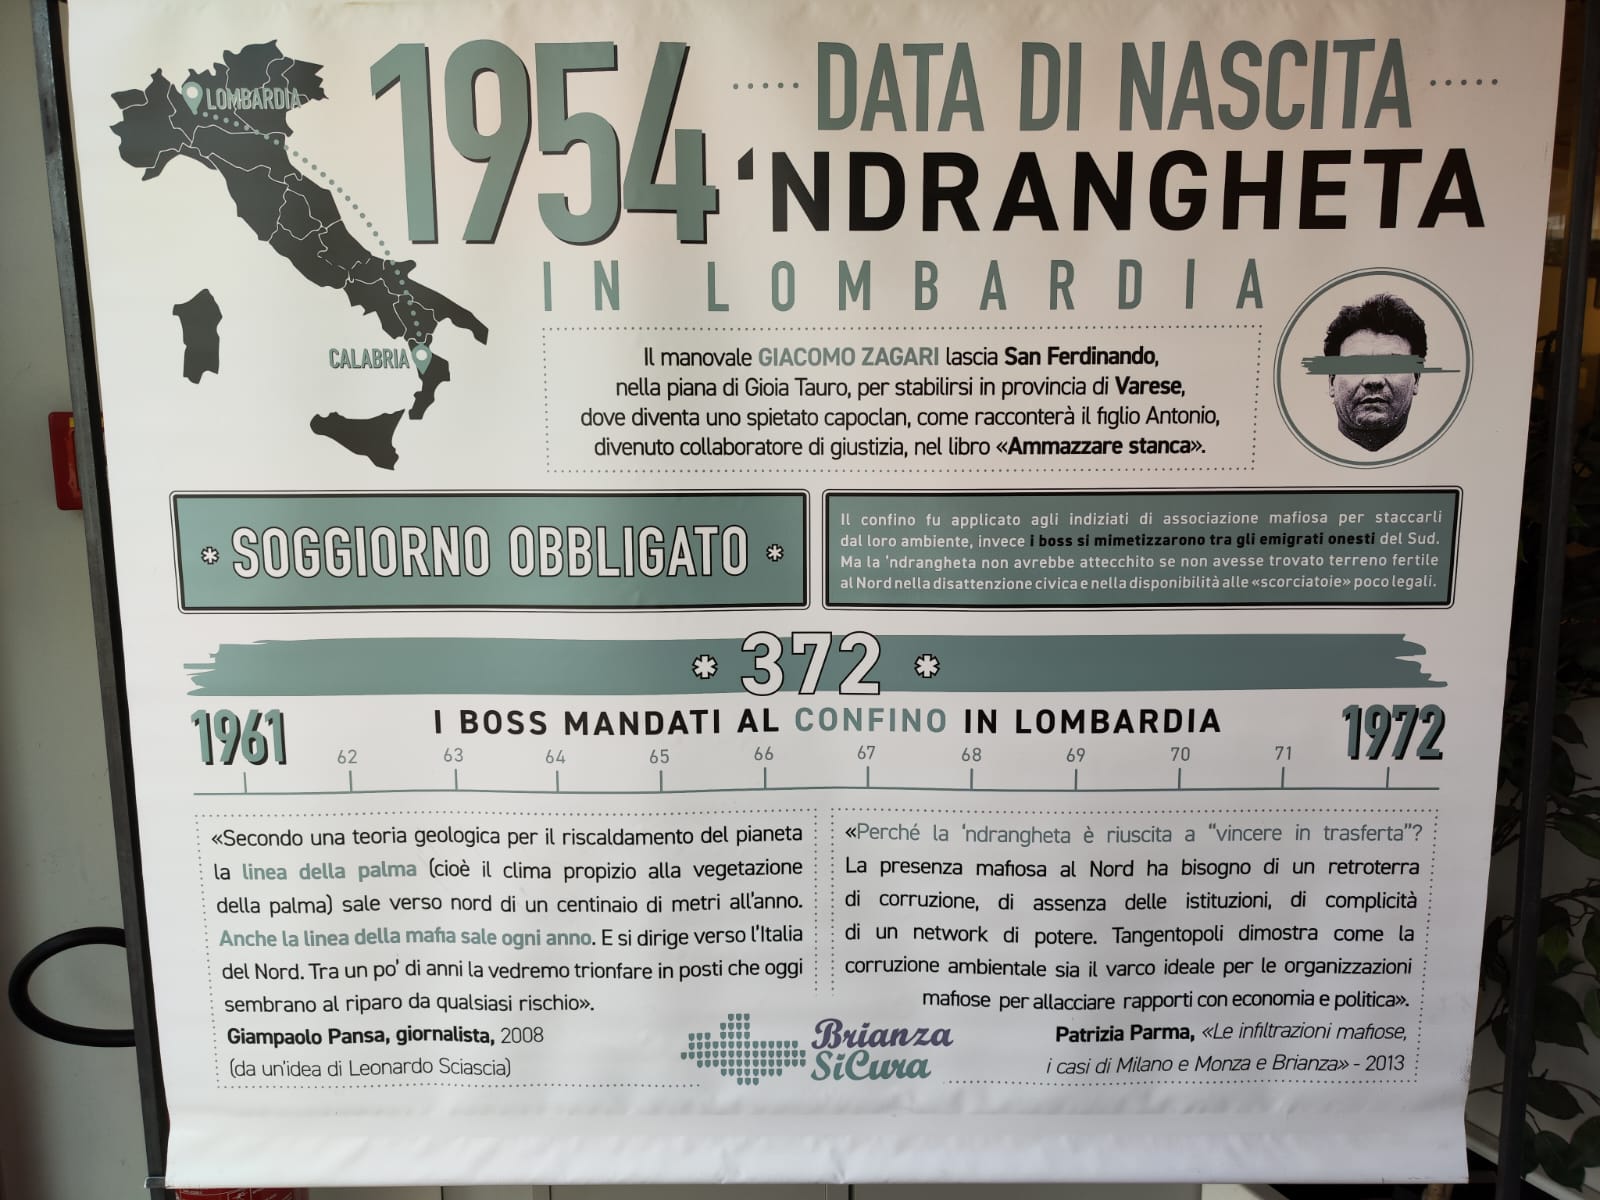 LOMBARDIA
CALABRIA
1954
DATA DI NASCITA
'NDRANGHETA
IN LOMBARDIA
Il manovale GIACOMO ZAGARI lascia San Ferdinando,
nella piana di Gioia Tauro, per stabilirsi in provincia di Varese,
dove diventa uno spietato capoclan, come racconterà il figlio Antonio,
divenuto collaboratore di giustizia, nel libro «Ammazzare stanca».
* SOGGIORNO OBBLIGATO *
Il confino fu applicato agli indiziati di associazione mafiosa per staccarli
dal loro ambiente, invece i boss si mimetizzarono tra gli emigrati onesti del Sud.
Ma la 'ndrangheta non avrebbe attecchito se non avesse trovato terreno fertile
al Nord nella disattenzione civica e nella disponibilità alle «scorciatoie» poco legali.
* 372 *
I BOSS MANDATI AL CONFINO IN LOMBARDIA
1961 62 63 64 65 66 67 68 69 70 71 1972
«Secondo una teoria geologica per il riscaldamento del pianeta
la linea della palma (cioè il clima propizio alla vegetazione
della palma) sale verso nord di un centinaio di metri all'anno.
Anche la linea della mafia sale ogni anno. E si dirige verso l'Italia
del Nord. Tra un po' di anni la vedremo trionfare in posti che oggi
sembrano al riparo da qualsiasi rischio».
Giampaolo Pansa, giornalista, 2008
(da un'idea di Leonardo Sciascia)
«Perché la 'ndrangheta è riuscita a "vincere in trasferta"?
La presenza mafiosa al Nord ha bisogno di un retroterra
di corruzione, di assenza delle istituzioni, di complicità
di un network di potere. Tangentopoli dimostra come la
corruzione ambientale sia il varco ideale per le organizzazioni
mafiose per allacciare rapporti con economia e politica».
Patrizia Parma, «Le infiltrazioni mafiose,
i casi di Milano e Monza e Brianza» - 2013
Brianza
SiCura